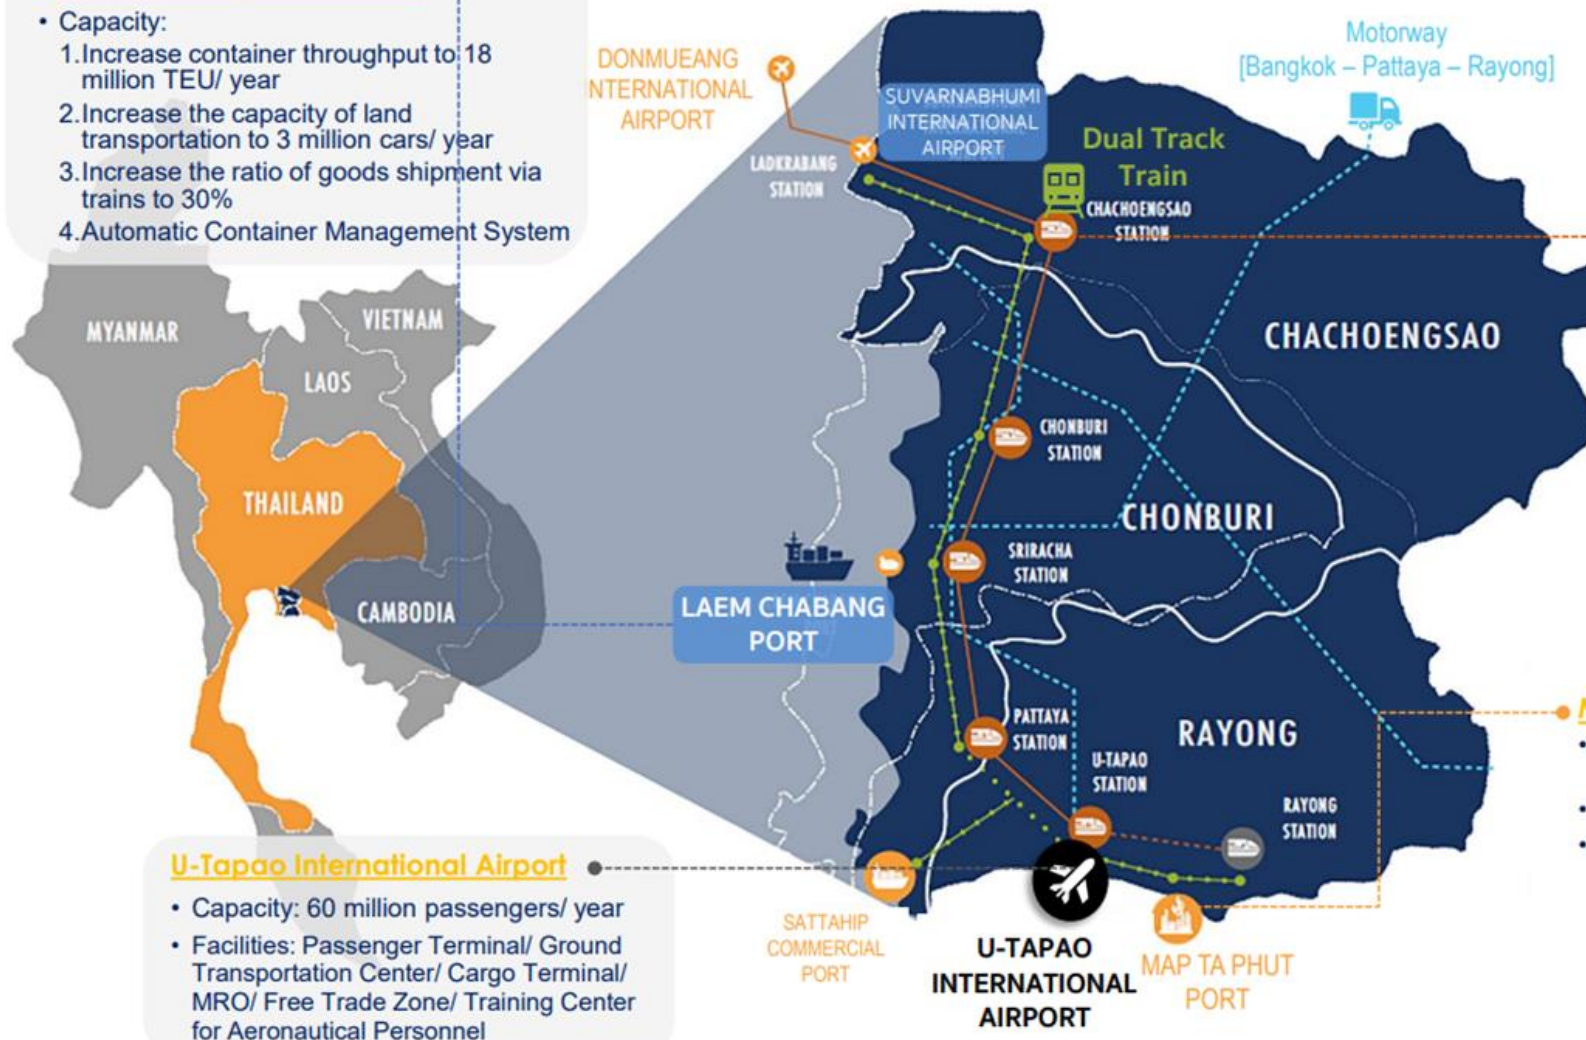 • Capacity:
1.Increase container throughput to 18
million TEU/ year
2.Increase the capacity of land
transportation to 3 million cars/ year
3.Increase the ratio of goods shipment via
trains to 30%
4.Automatic Container Management System
DONMUEANG
INTERNATIONAL
AIRPORT
SUVARNABHUMI
INTERNATIONAL
AIRPORT
Motorway
[Bangkok – Pattaya – Rayong]
Dual Track
Train
LADKRABANG
STATION
CHACHOENGSAO
STATION
MYANMAR
VIETNAM
LAOS
THAILAND
CAMBODIA
CHACHOENGSAO
CHONBURI
STATION
CHONBURI
SRIRACHA
STATION
LAEM CHABANG
PORT
PATTAYA
STATION
RAYONG
U-TAPAO
STATION
RAYONG
STATION
U-Tapao International Airport
• Capacity: 60 million passengers/ year
• Facilities: Passenger Terminal/ Ground
Transportation Center/ Cargo Terminal/
MRO/ Free Trade Zone/ Training Center
for Aeronautical Personnel
SATTAHIP
COMMERCIAL
PORT
U-TAPAO
INTERNATIONAL
AIRPORT
MAP TA PHUT
PORT